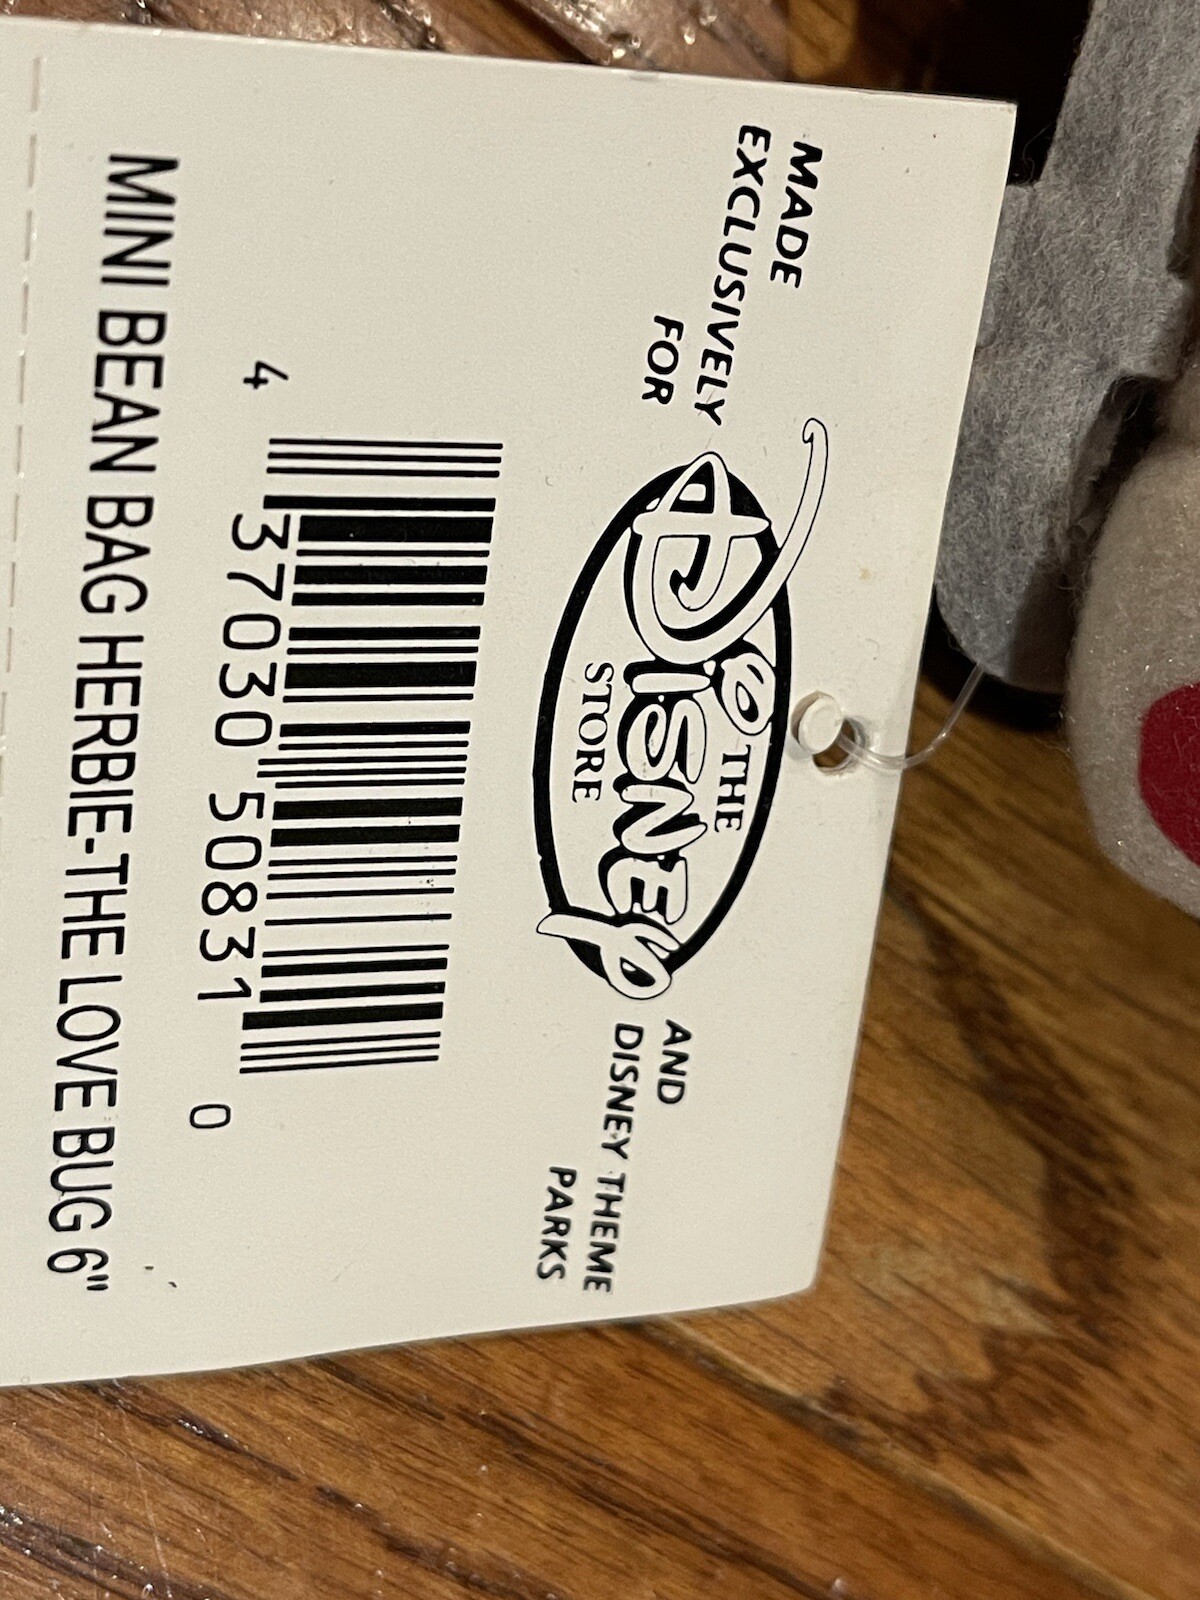 MADE
EXCLUSIVELY
FOR
THE
DISNEY
STORE
AND
DISNEY THEME
PARKS
4 37030 50831 0
MINI BEAN BAG HERBIE-THE LOVE BUG 6"